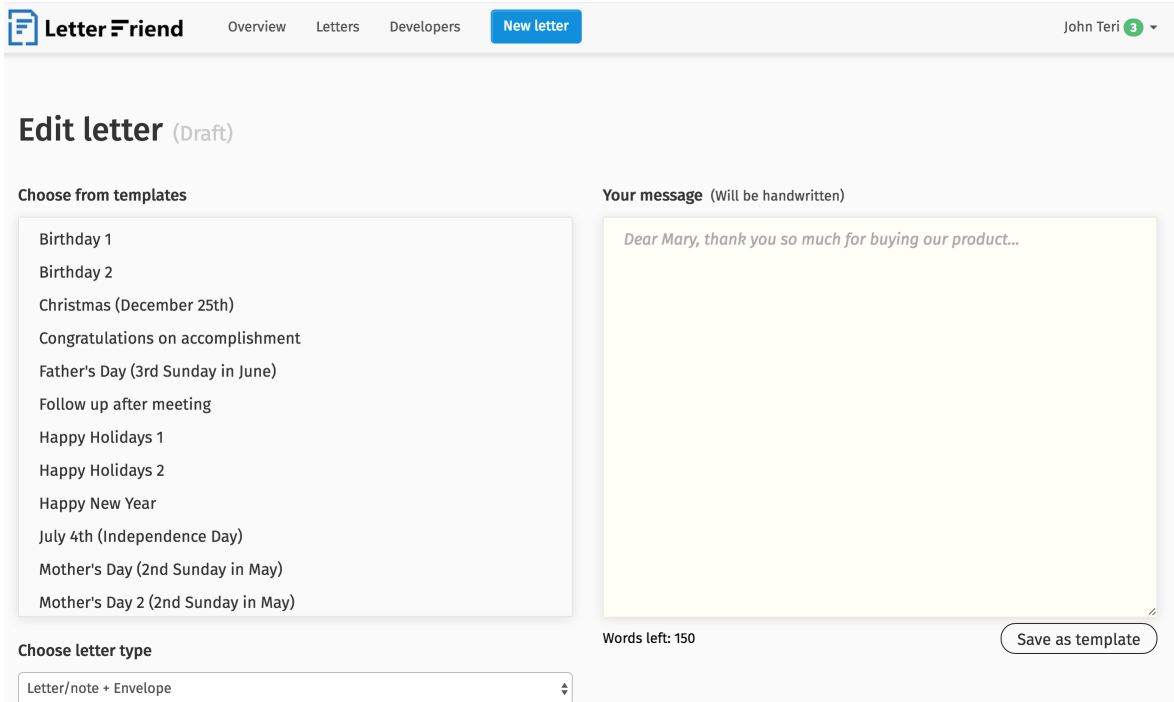 Letter Friend Overview Letters Developers New letter John Teri 3
Edit letter (Draft)
Choose from templates
Birthday 1
Birthday 2
Christmas (December 25th)
Congratulations on accomplishment
Father's Day (3rd Sunday in June)
Follow up after meeting
Happy Holidays 1
Happy Holidays 2
Happy New Year
July 4th (Independence Day)
Mother's Day (2nd Sunday in May)
Mother's Day 2 (2nd Sunday in May)
Choose letter type
Letter/note + Envelope
Your message (Will be handwritten)
Dear Mary, thank you so much for buying our product...
Words left: 150
Save as template